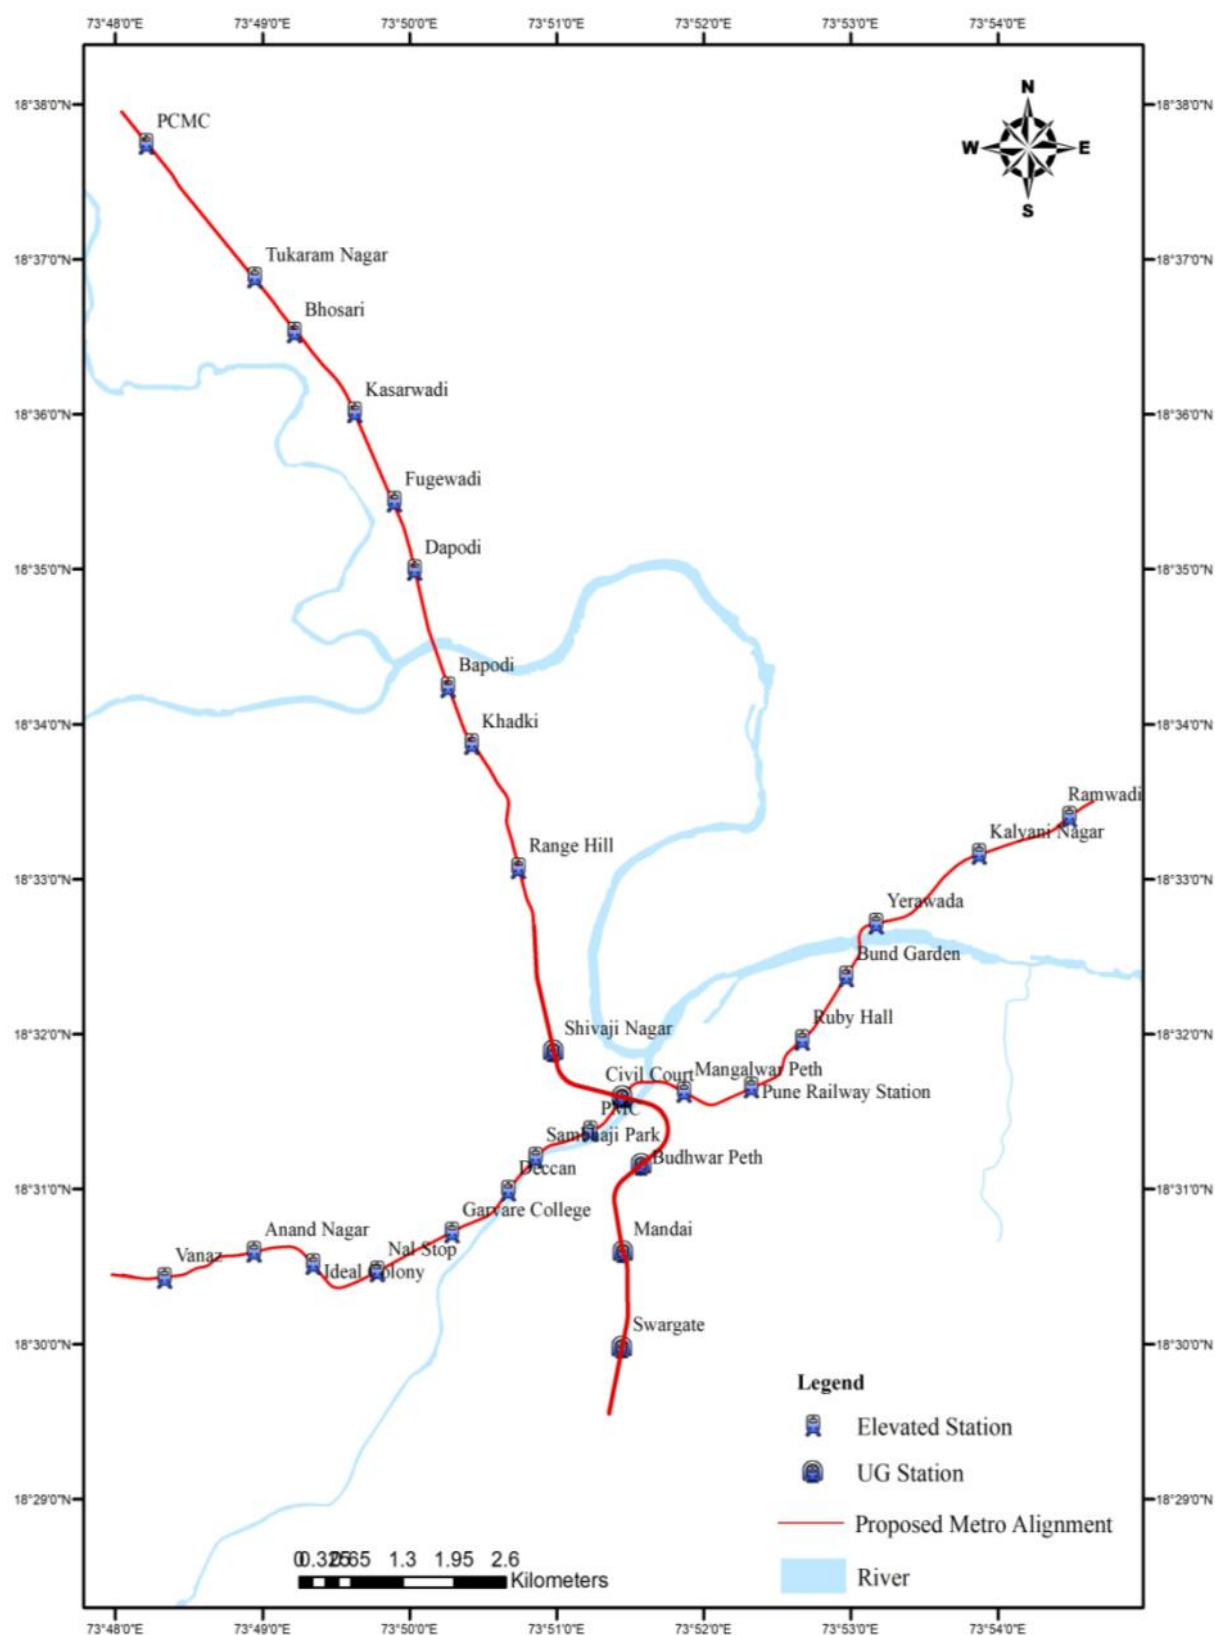 73°48'0"E 73°49'0"E 73°50'0"E 73°51'0"E 73°52'0"E 73°53'0"E 73°54'0"E
18°38'0"N 18°38'0"N
PCMC
N
W E
S
18°37'0"N 18°37'0"N
Tukaram Nagar
Bhosari
18°36'0"N 18°36'0"N
Kasarwadi
Fugewadi
18°35'0"N 18°35'0"N
Dapodi
Bapodi
18°34'0"N 18°34'0"N
Khadki
Ramwadi
Kalyani Nagar
Range Hill
18°33'0"N 18°33'0"N
Yerawada
Bund Garden
Ruby Hall
18°32'0"N 18°32'0"N
Shivaji Nagar
Civil Court
Mangalwar Peth
Pune Railway Station
PMC
Sambhaji Park
Budhwar Peth
Deccan
18°31'0"N 18°31'0"N
Garvare College
Anand Nagar
Mandai
Nal Stop
Vanaz
Ideal Colony
18°30'0"N 18°30'0"N
Swargate
Legend
Elevated Station
UG Station
18°29'0"N 18°29'0"N
Proposed Metro Alignment
0 0.325 0.65 1.3 1.95 2.6
Kilometers
River
73°48'0"E 73°49'0"E 73°50'0"E 73°51'0"E 73°52'0"E 73°53'0"E 73°54'0"E